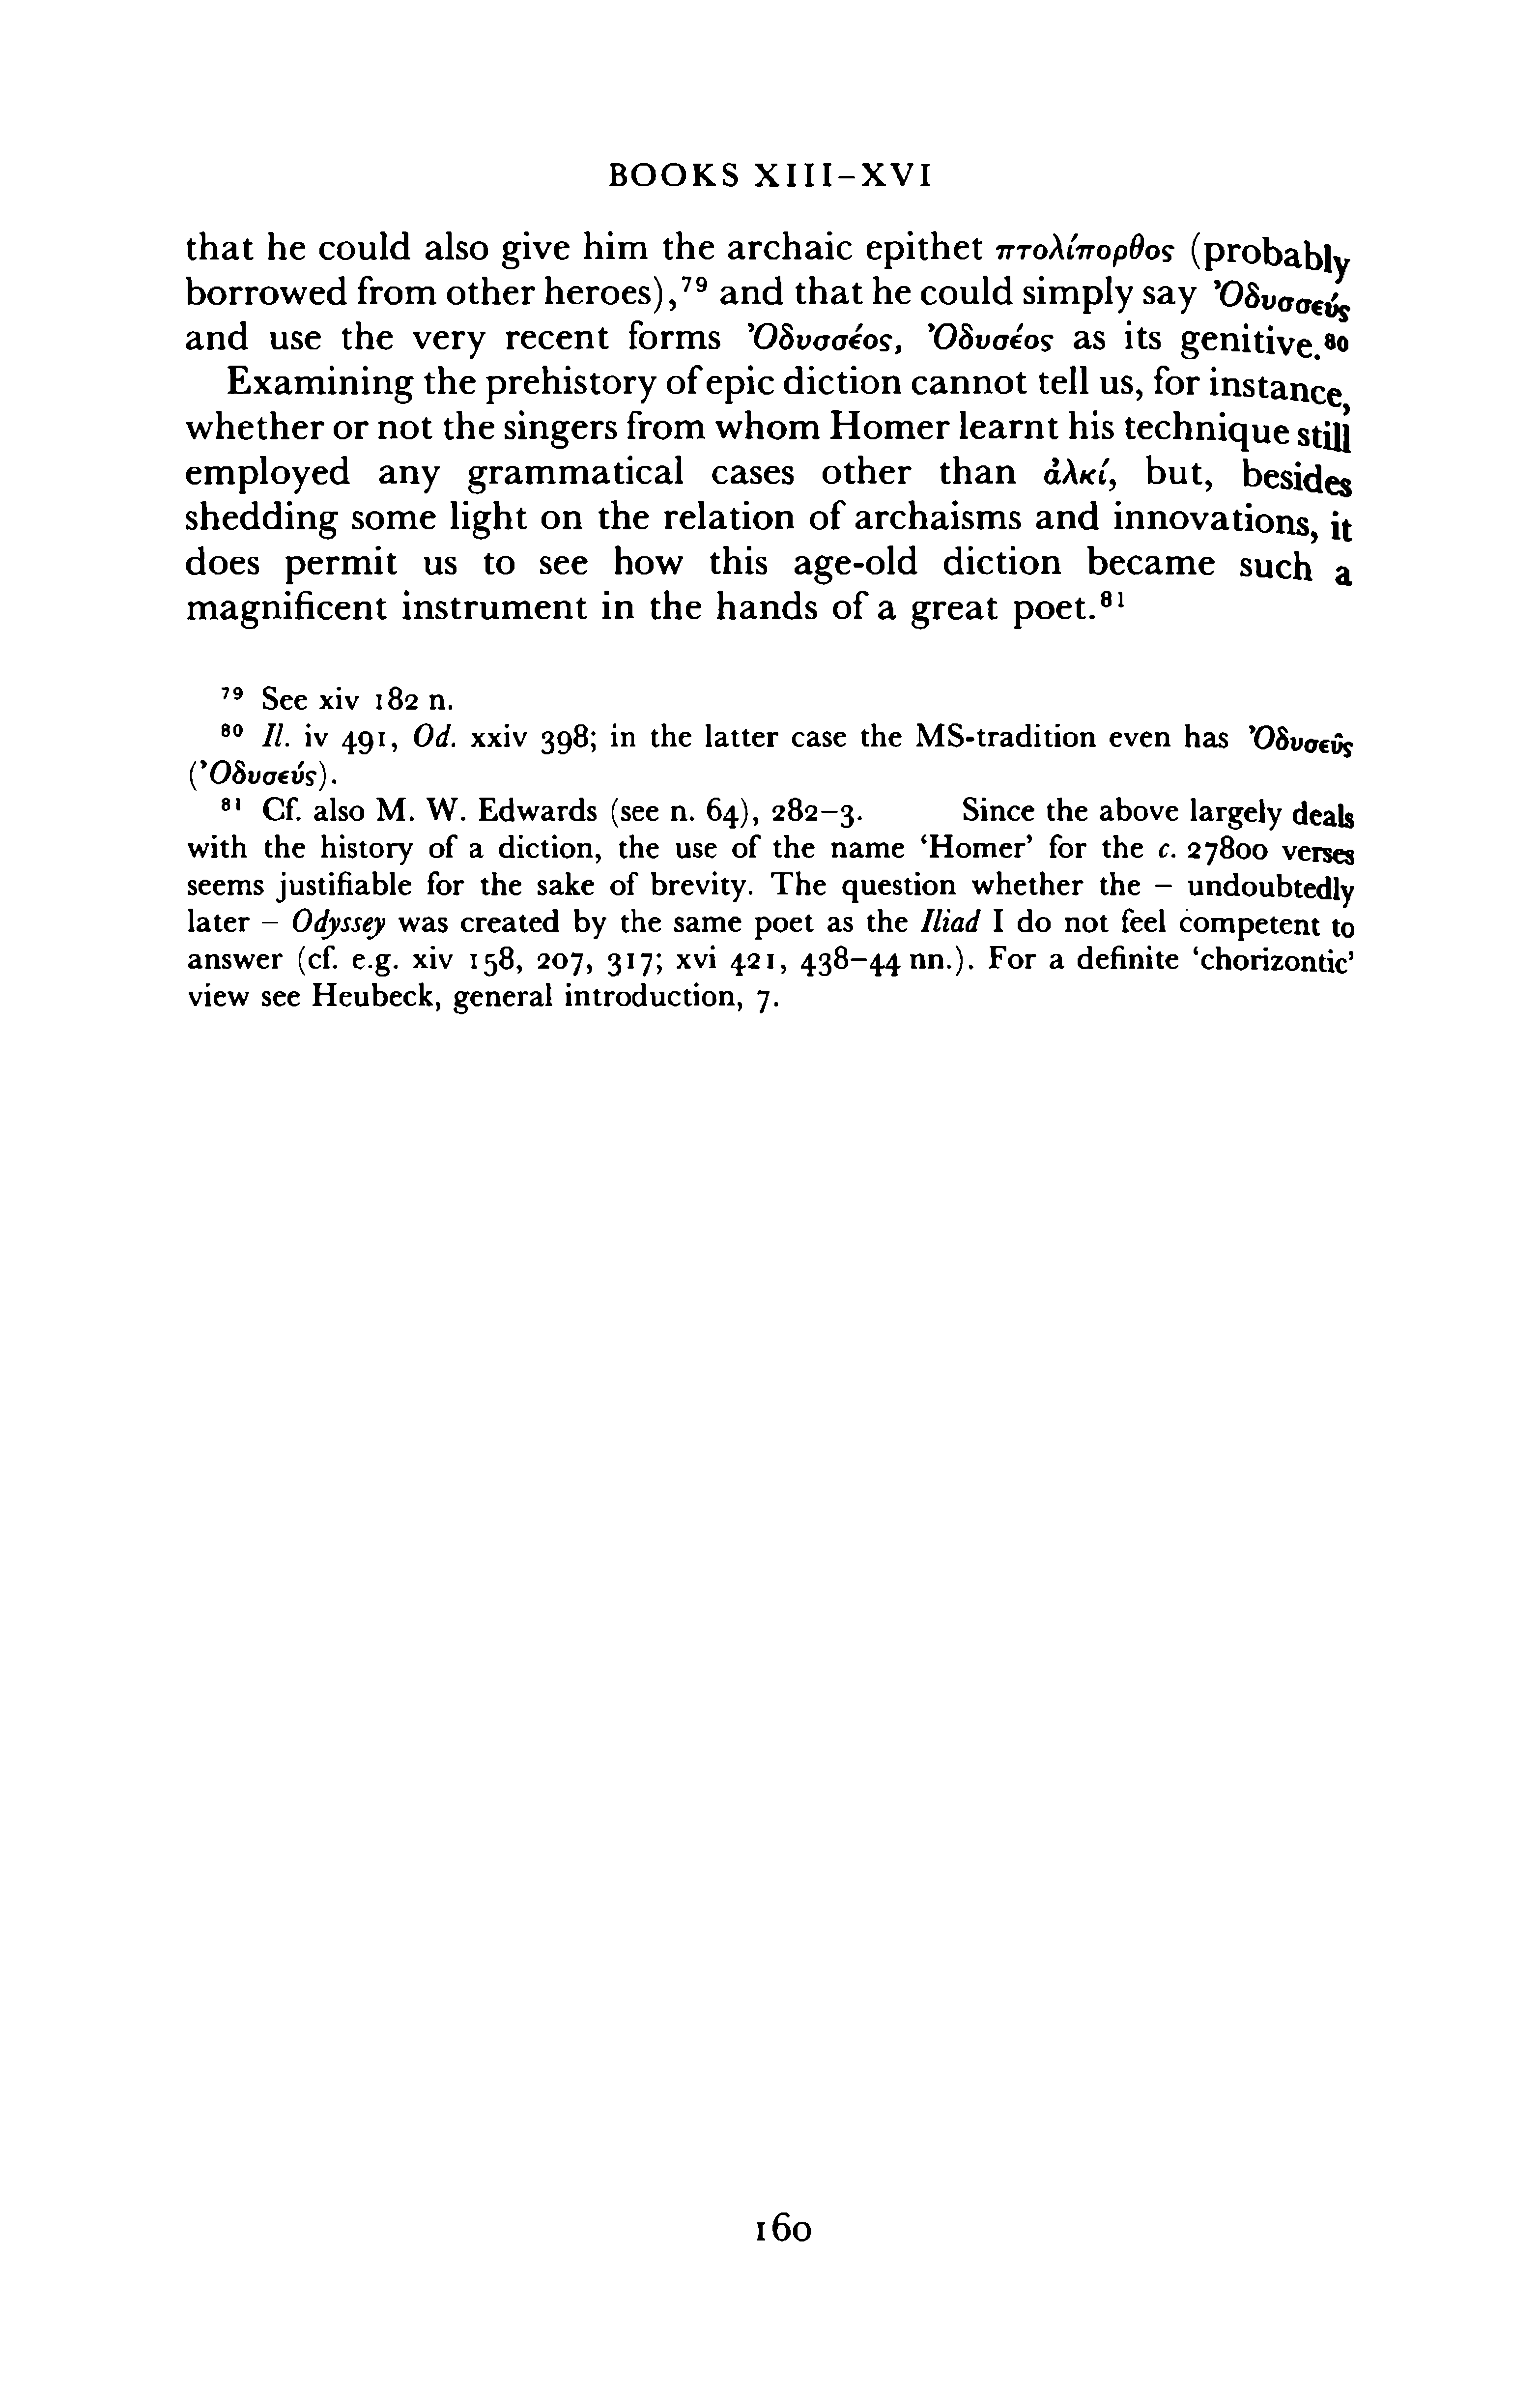 BOOKS XIII–XVI
that he could also give him the archaic epithet πτολίπορθος (probably
borrowed from other heroes),⁷⁹ and that he could simply say Ὀδυσσεύς
and use the very recent forms Ὀδυσσέος, Ὀδυσέος as its genitive.⁸⁰
Examining the prehistory of epic diction cannot tell us, for instance,
whether or not the singers from whom Homer learnt his technique still
employed any grammatical cases other than ἀλκί, but, besides
shedding some light on the relation of archaisms and innovations, it
does permit us to see how this age-old diction became such a
magnificent instrument in the hands of a great poet.⁸¹
⁷⁹ See xiv 182 n.
⁸⁰ Il. iv 491, Od. xxiv 398; in the latter case the MS-tradition even has Ὀδυσεῦς
(Ὀδυσεύς).
⁸¹ Cf. also M. W. Edwards (see n. 64), 282–3. Since the above largely deals
with the history of a diction, the use of the name ‘Homer’ for the c. 27800 verses
seems justifiable for the sake of brevity. The question whether the – undoubtedly
later – Odyssey was created by the same poet as the Iliad I do not feel competent to
answer (cf. e.g. xiv 158, 207, 317; xvi 421, 438–44 nn.). For a definite ‘chorizontic’
view see Heubeck, general introduction, 7.
160